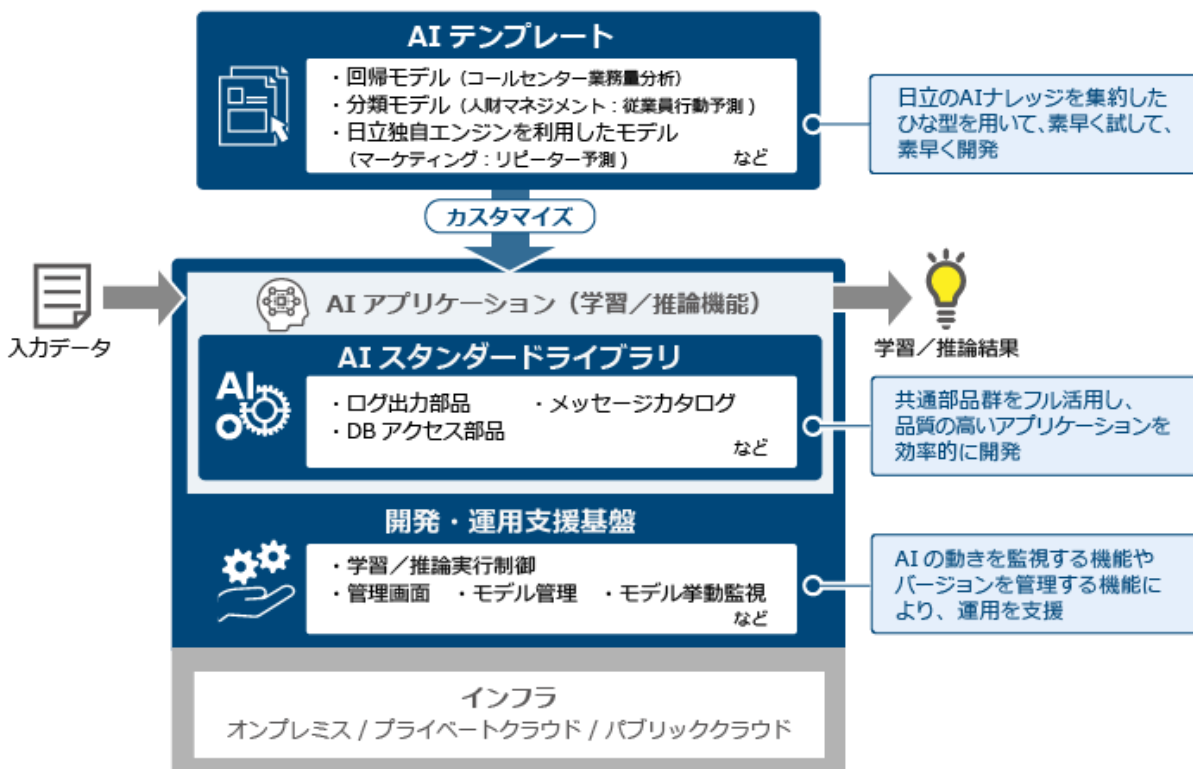 AI テンプレート
・回帰モデル（コールセンター業務量分析）
・分類モデル（人財マネジメント：従業員行動予測）
・日立独自エンジンを利用したモデル
（マーケティング：リピーター予測）
など
日立のAIナレッジを集約した
ひな型を用いて、素早く試して、
素早く開発
カスタマイズ
入力データ
AI アプリケーション（学習／推論機能）
学習／推論結果
AI スタンダードライブラリ
AI
・ログ出力部品 ・メッセージカタログ
・DB アクセス部品
など
共通部品群をフル活用し、
品質の高いアプリケーションを
効率的に開発
開発・運用支援基盤
・学習／推論実行制御
・管理画面 ・モデル管理 ・モデル挙動監視
など
AI の動きを監視する機能や
バージョンを管理する機能に
より、運用を支援
インフラ
オンプレミス / プライベートクラウド / パブリッククラウド